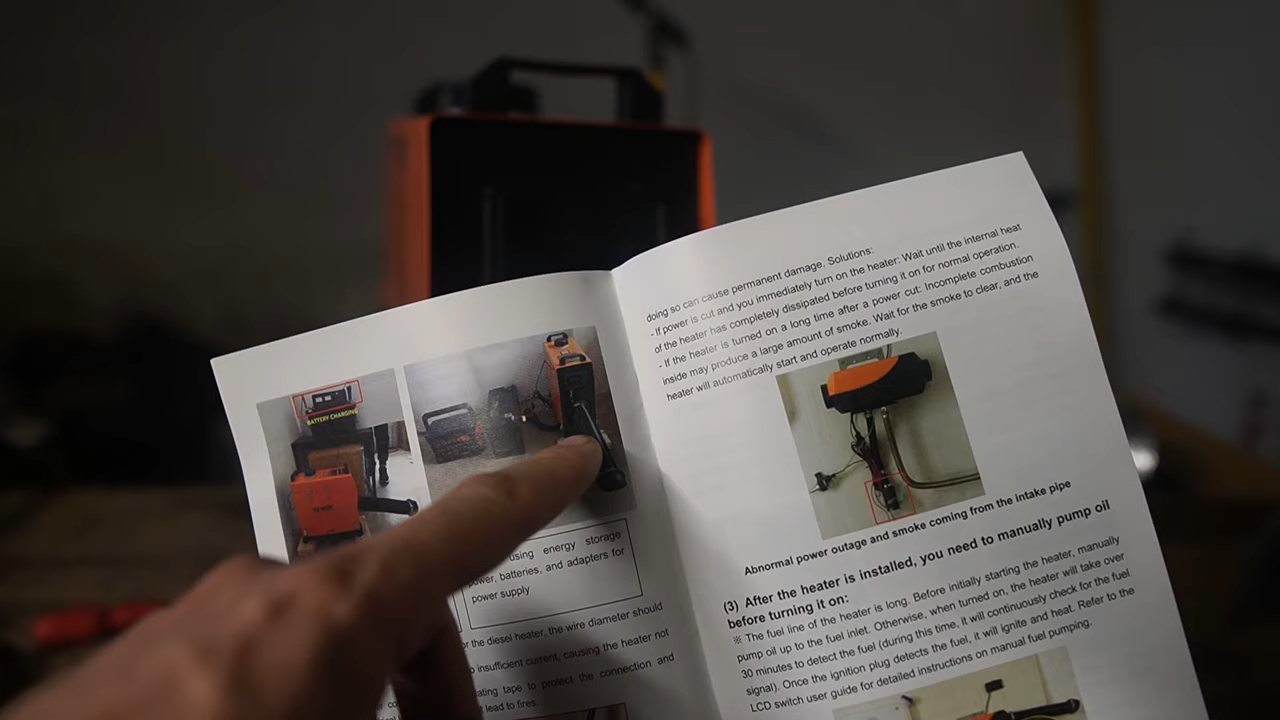 BATTERY CHARGING
VEVOR
using energy storage
power, batteries, and adapters for
power supply
the diesel heater, the wire diameter should
insufficient current, causing the heater not
tape to protect the connection and
lead to fires.
doing so can cause permanent damage. Solutions:
- If power is cut and you immediately turn on the heater: Wait until the internal heat
of the heater has completely dissipated before turning it on for normal operation.
- If the heater is turned on a long time after a power cut: Incomplete combustion
inside may produce a large amount of smoke. Wait for the smoke to clear, and the
heater will automatically start and operate normally.
Abnormal power outage and smoke coming from the intake pipe
(3) After the heater is installed, you need to manually pump oil
before turning it on:
※ The fuel line of the heater is long. Before initially starting the heater, manually
pump oil up to the fuel inlet. Otherwise, when turned on, the heater will take over
30 minutes to detect the fuel (during this time, it will continuously check for the fuel
signal). Once the ignition plug detects the fuel, it will ignite and heat. Refer to the
LCD switch user guide for detailed instructions on manual fuel pumping.